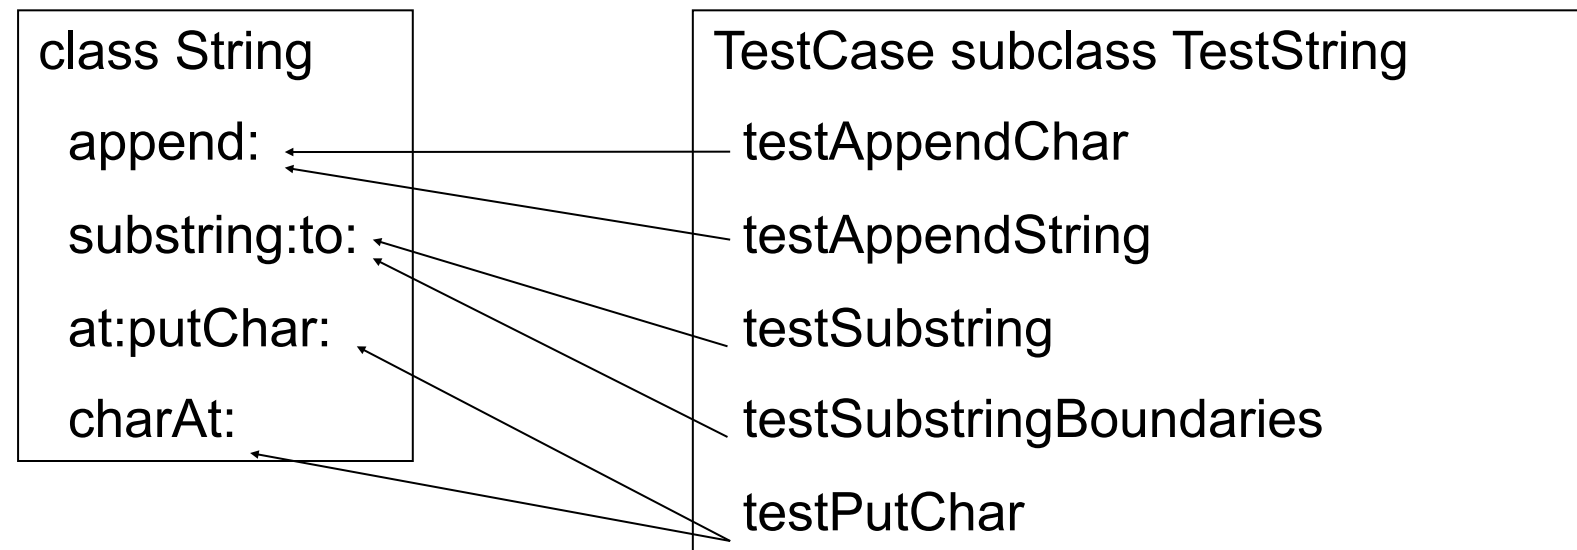 class String
append:
substring:to:
at:putChar:
charAt:
TestCase subclass TestString
testAppendChar
testAppendString
testSubstring
testSubstringBoundaries
testPutChar